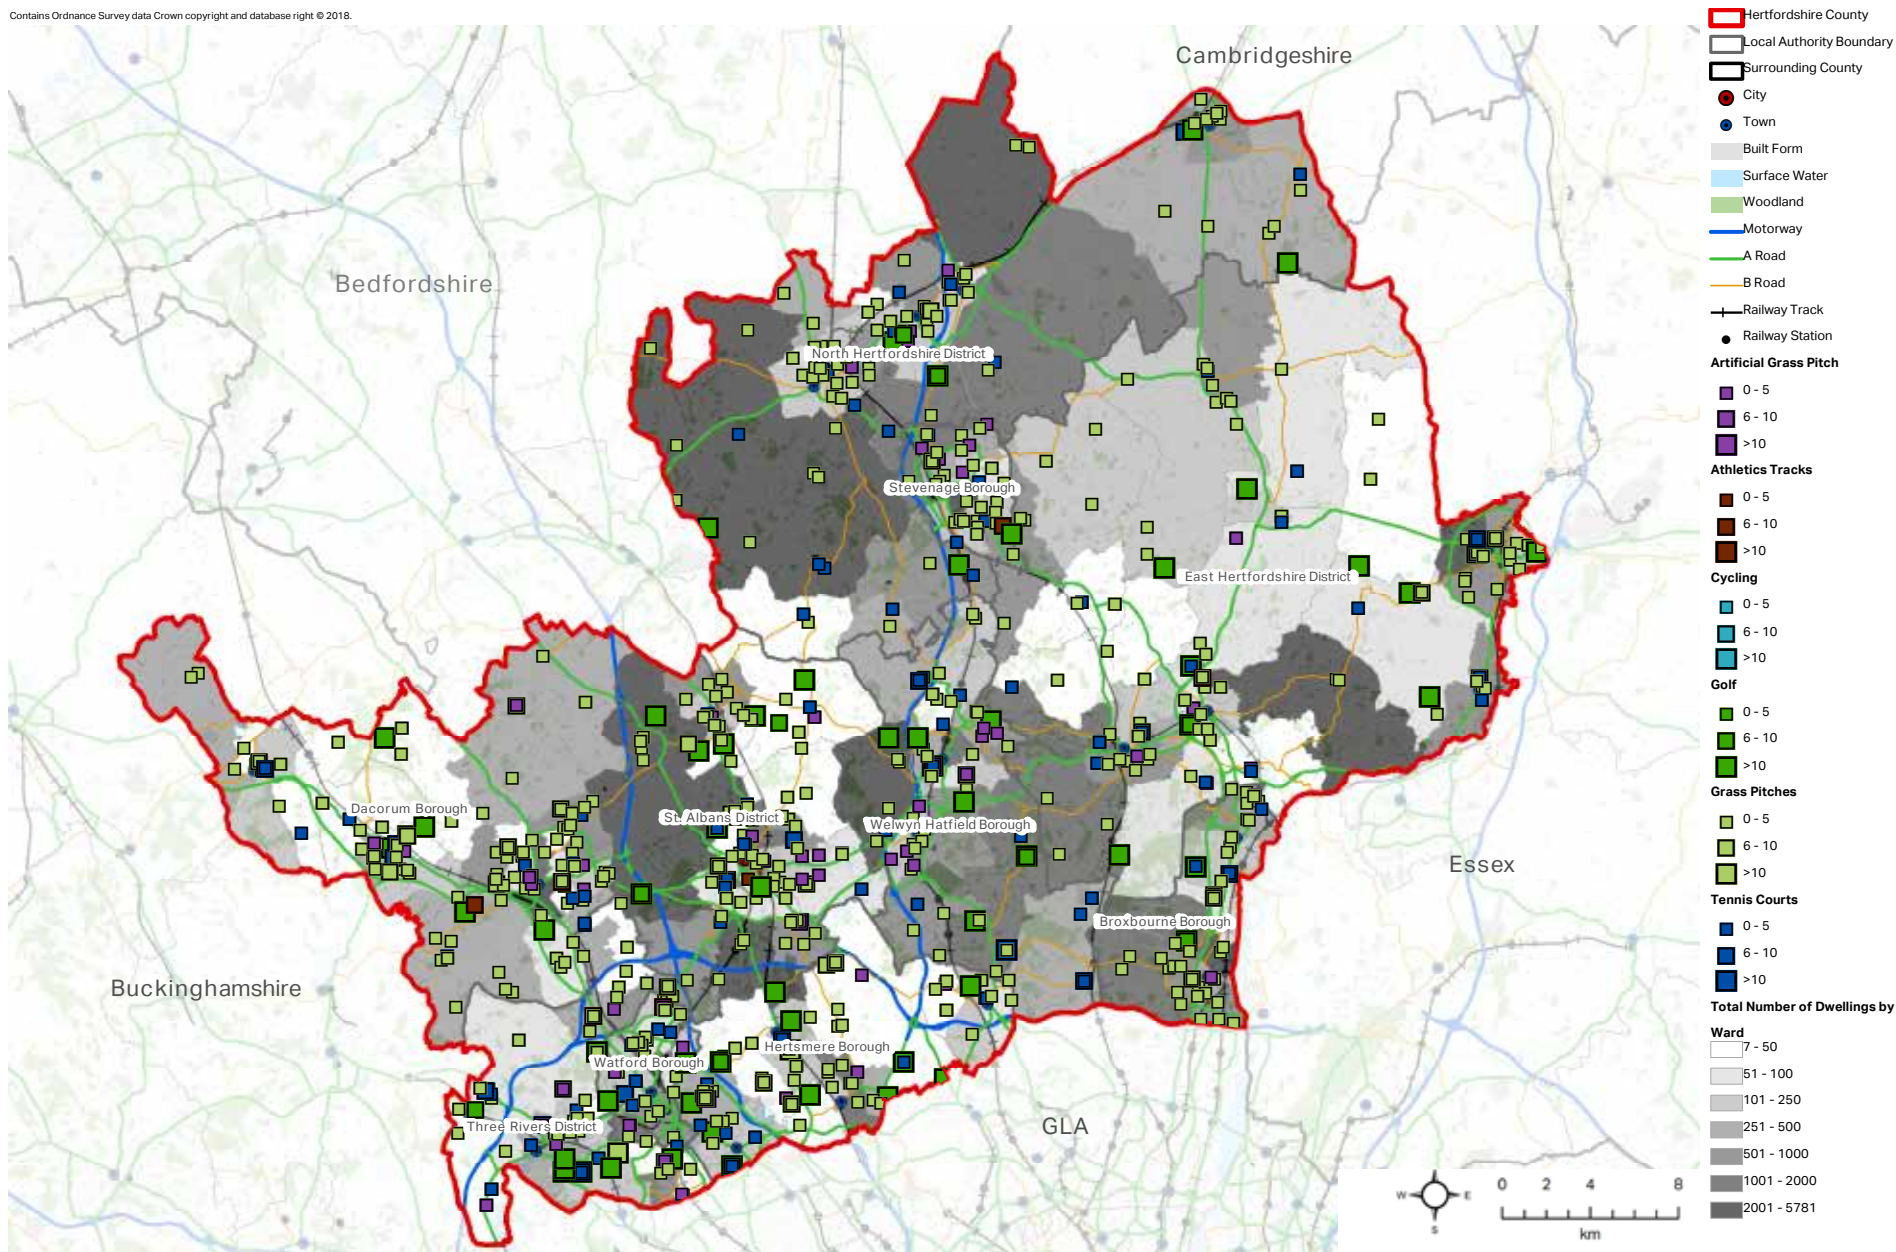 Contains Ordnance Survey data Crown copyright and database right © 2018.
Cambridgeshire
Bedfordshire
North Hertfordshire District
Stevenage Borough
East Hertfordshire District
Dacorum Borough
St. Albans District
Welwyn Hatfield Borough
Essex
Broxbourne Borough
Buckinghamshire
Hertsmere Borough
Watford Borough
Three Rivers District
GLA
Hertfordshire County
Local Authority Boundary
Surrounding County
City
Town
Built Form
Surface Water
Woodland
Motorway
A Road
B Road
Railway Track
Railway Station
Artificial Grass Pitch
0 - 5
6 - 10
>10
Athletics Tracks
0 - 5
6 - 10
>10
Cycling
0 - 5
6 - 10
>10
Golf
0 - 5
6 - 10
>10
Grass Pitches
0 - 5
6 - 10
>10
Tennis Courts
0 - 5
6 - 10
>10
Total Number of Dwellings by
Ward
7 - 50
51 - 100
101 - 250
251 - 500
501 - 1000
1001 - 2000
2001 - 5781
W E
S
0 2 4 8
km